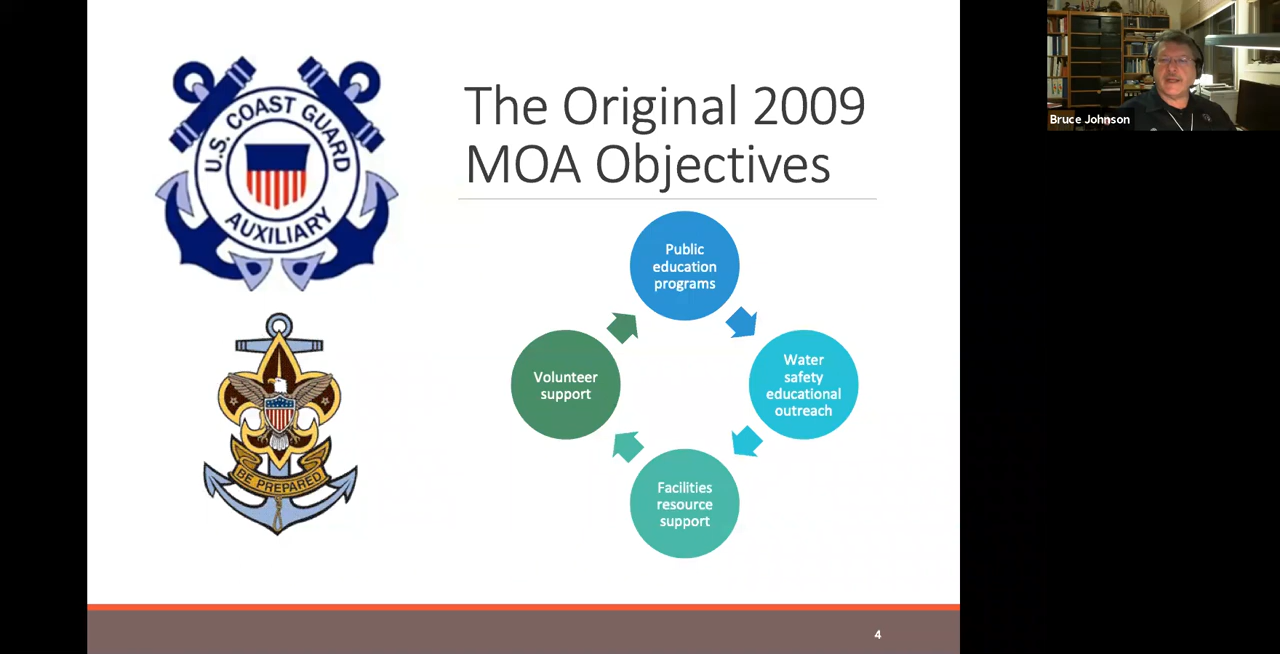 U.S. COAST GUARD
AUXILIARY
BE PREPARED
The Original 2009
MOA Objectives
Public
education
programs
Water
safety
educational
outreach
Facilities
resource
support
Volunteer
support
4
Bruce Johnson